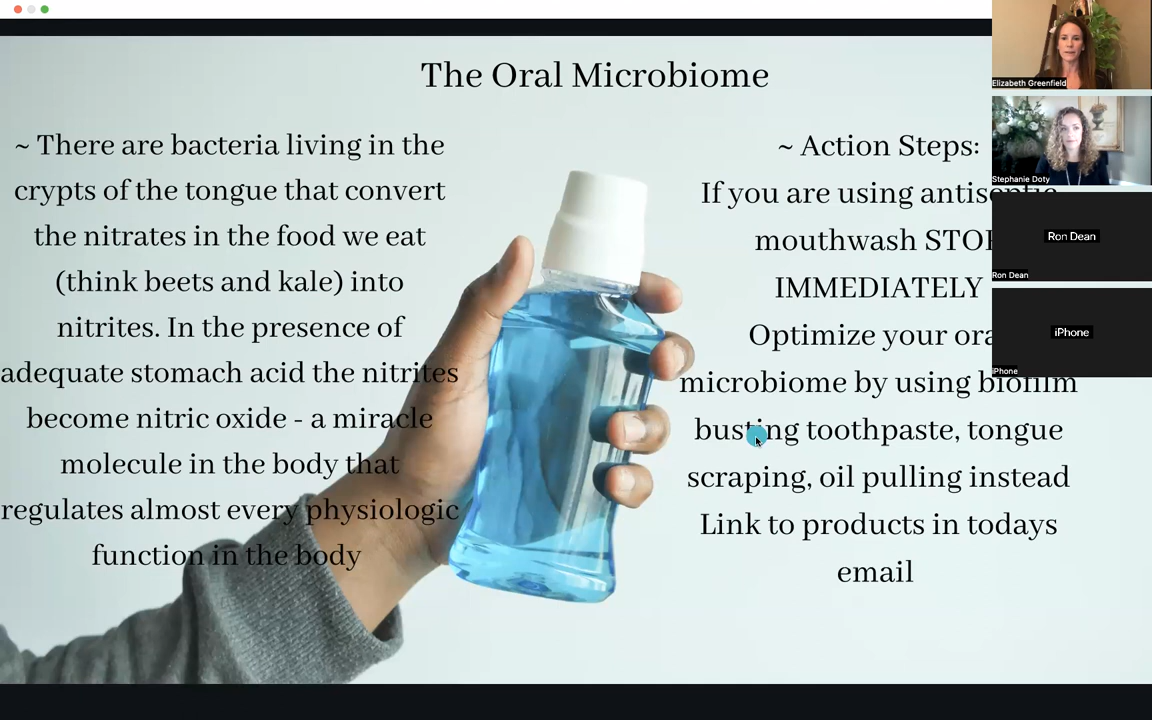 The Oral Microbiome
~ There are bacteria living in the
crypts of the tongue that convert
the nitrates in the food we eat
(think beets and kale) into
nitrites. In the presence of
adequate stomach acid the nitrites
become nitric oxide - a miracle
molecule in the body that
regulates almost every physiologic
function in the body
~ Action Steps:
If you are using antiseptic
mouthwash STOP
IMMEDIATELY
Optimize your ora
microbiome by using biofilm
busting toothpaste, tongue
scraping, oil pulling instead
Link to products in todays
email
Elizabeth Greenfield
Stephanie Doty
Ron Dean
Ron Dean
iPhone
iPhone